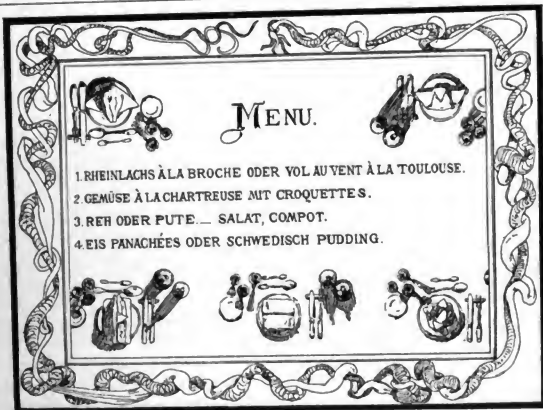 MENU.
1. RHEINLACHS À LA BROCHE ODER VOL AU VENT À LA TOULOUSE.
2. GEMÜSE À LA CHARTREUSE MIT CROQUETTES.
3. REH ODER PUTE._ SALAT, COMPOT.
4. EIS PANACHÉES ODER SCHWEDISCH PUDDING.